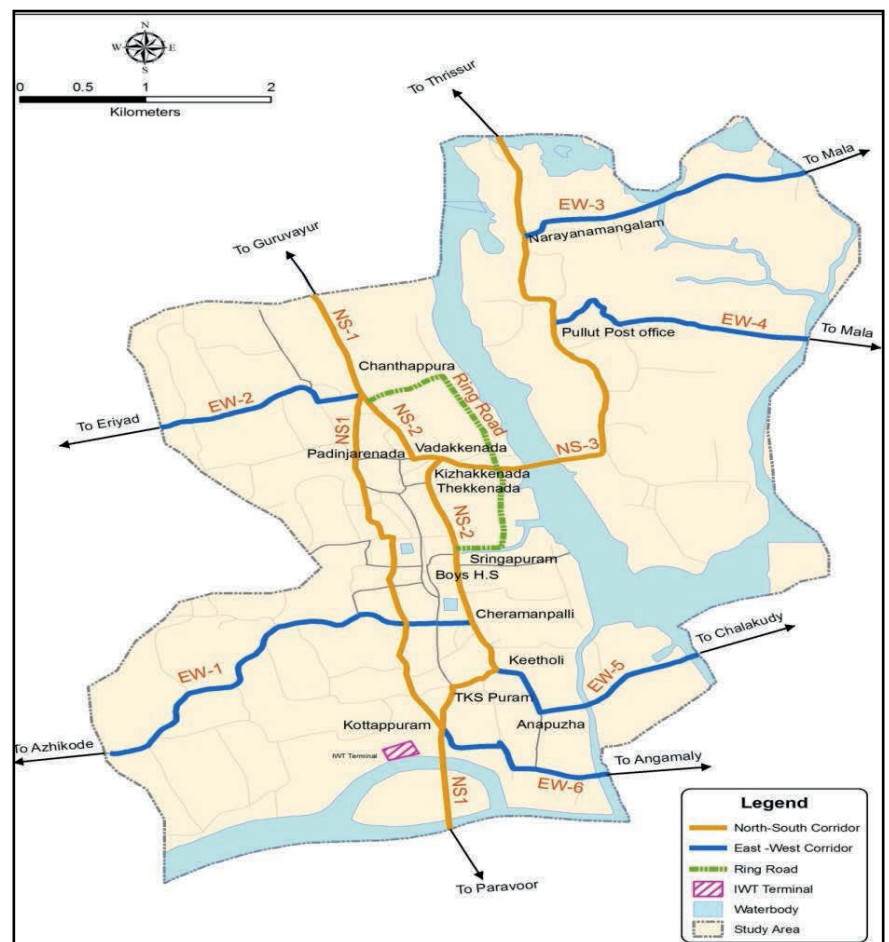 N
W E
S
0 0.5 1 2
Kilometers
To Thrissur
To Mala
EW-3
Narayanamangalam
To Guruvayur
NS-1
Pullut Post office
EW-4
To Mala
Chanthappura
Ring Road
EW-2
To Eriyad
NS1
NS-2
Vadakkenada
NS-3
Padinjarenada
Kizhakkenada
Thekkenada
NS-2
Sringapuram
Boys H.S
Cheramanpalli
To Chalakudy
Keetholi
EW-1
EW-5
TKS Puram
Kottappuram
Anapuzha
To Azhikode
IWT Terminal
To Angamaly
NS1
EW-6
To Paravoor
Legend
North-South Corridor
East -West Corridor
Ring Road
IWT Terminal
Waterbody
Study Area